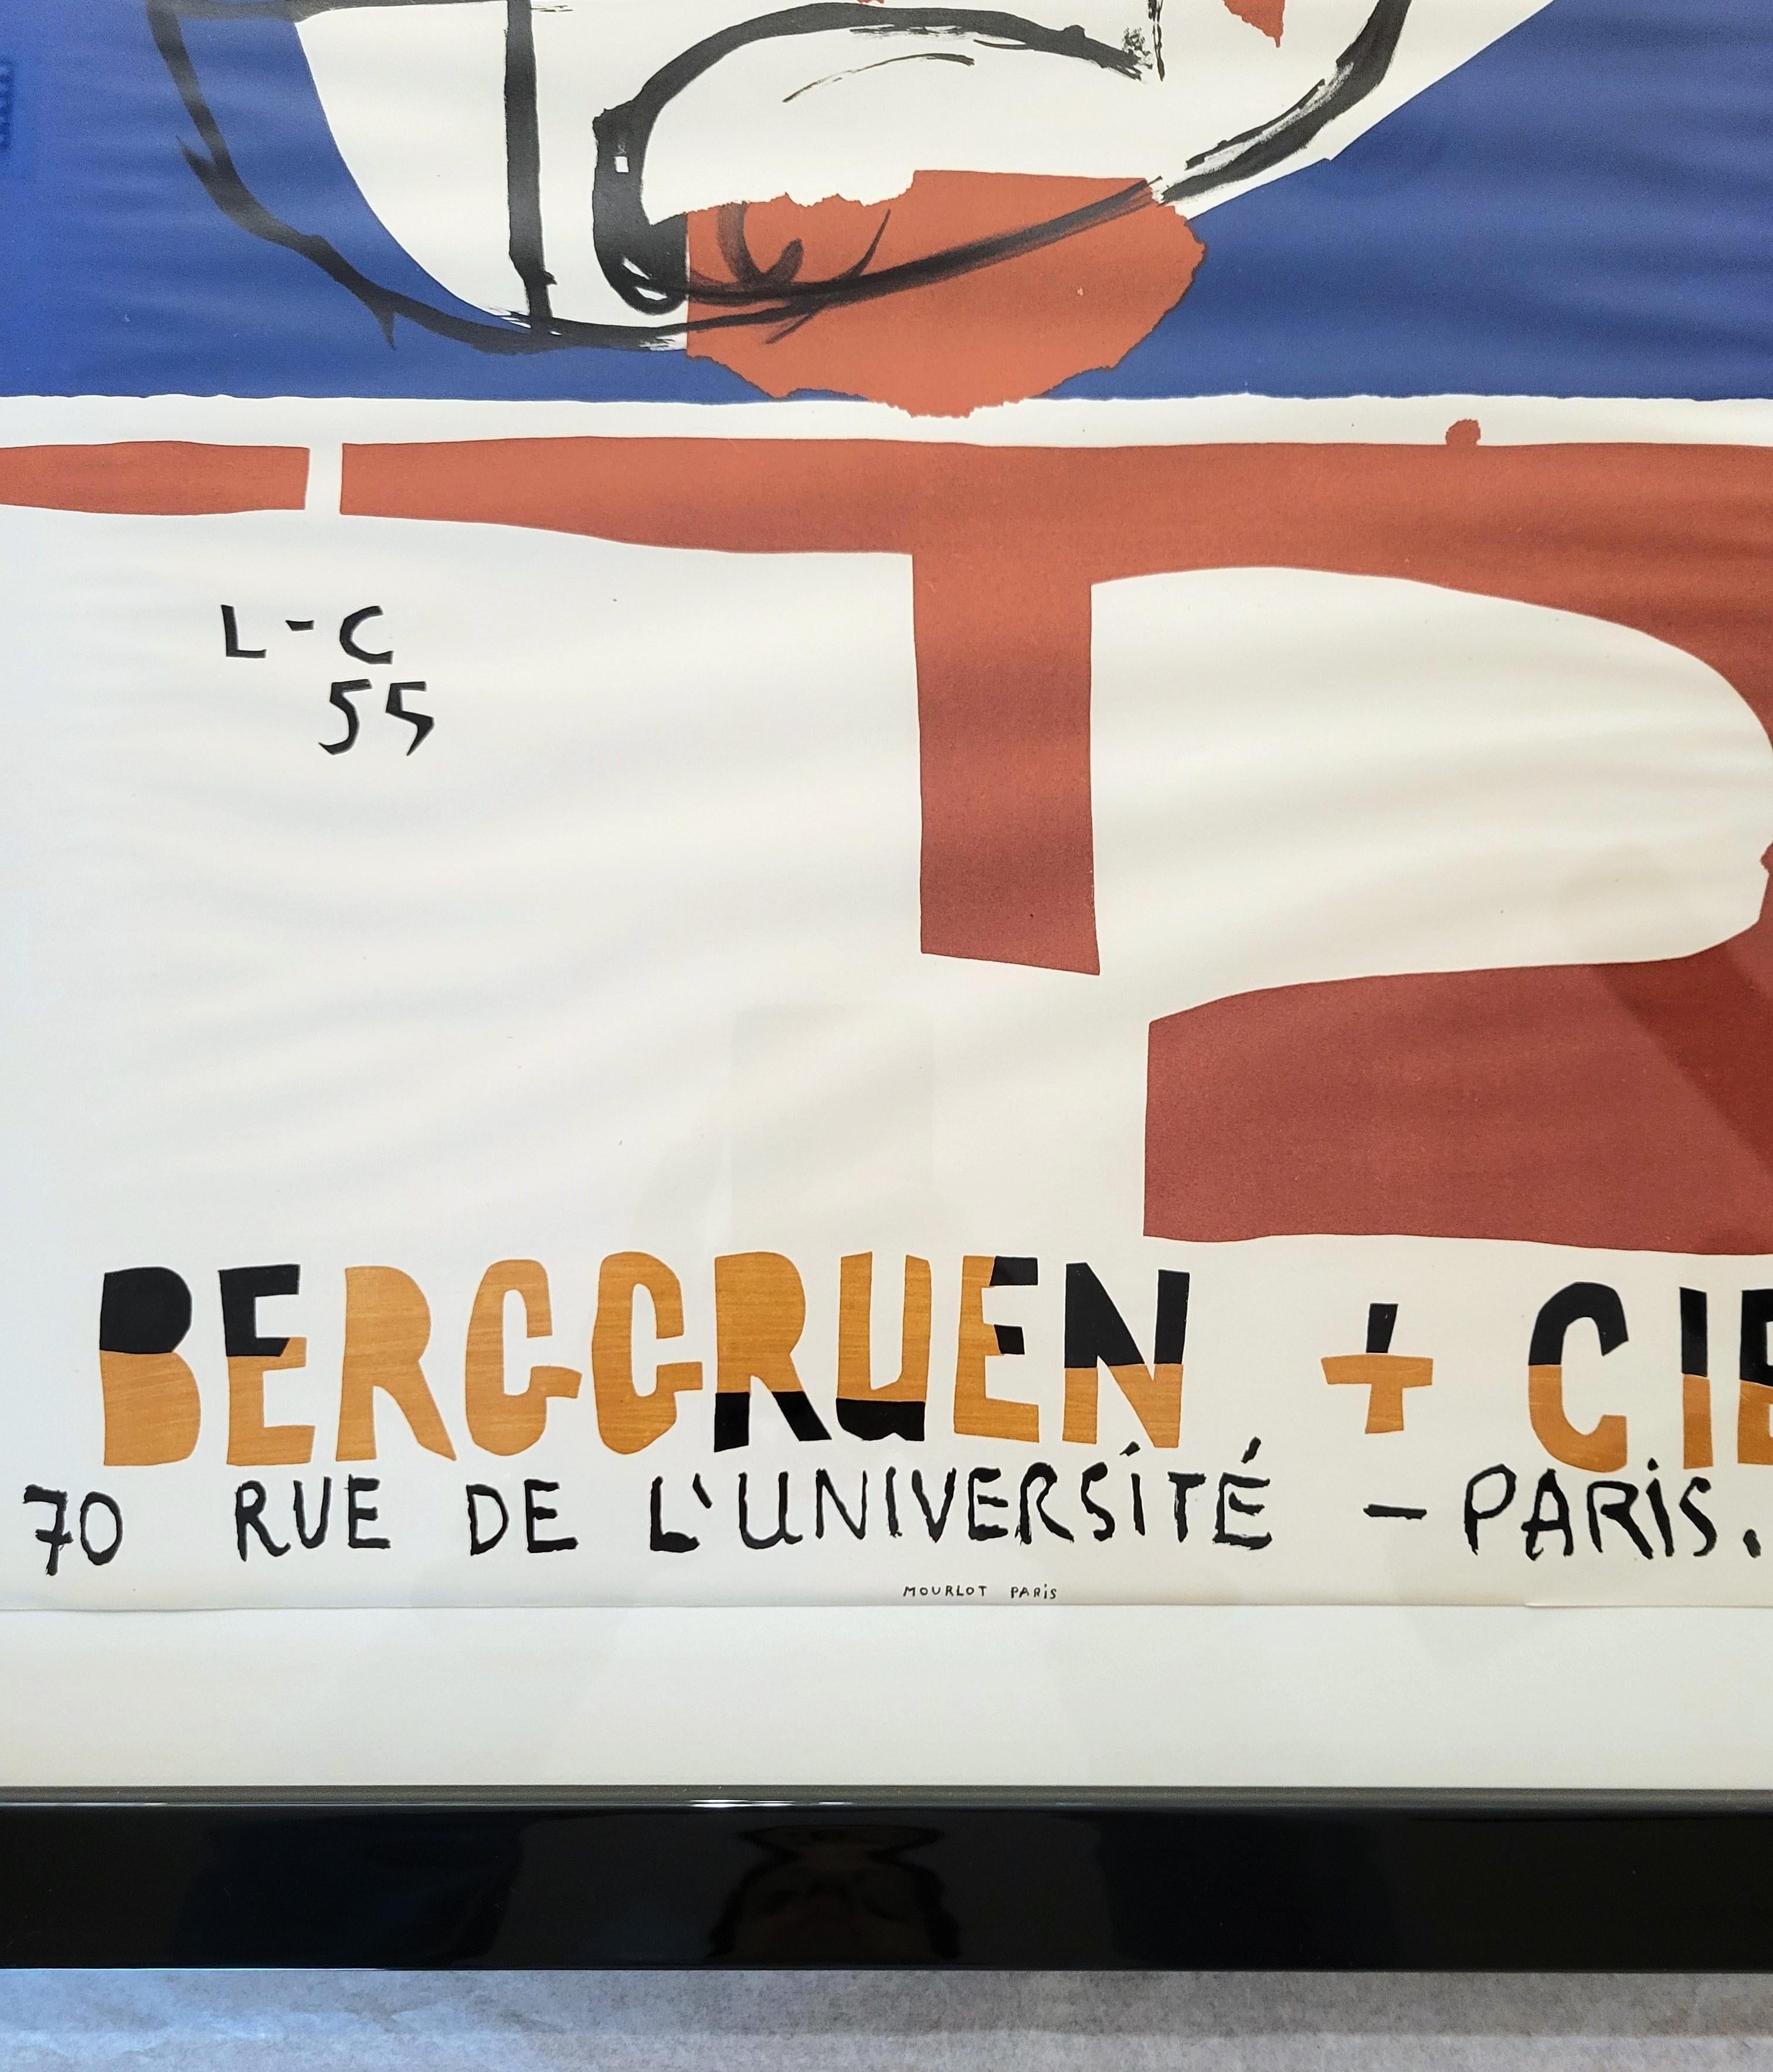 L-C
55
BERGGRUEN + CIE
70 RUE DE L'UNIVERSITÉ - PARIS.
MOURLOT PARIS